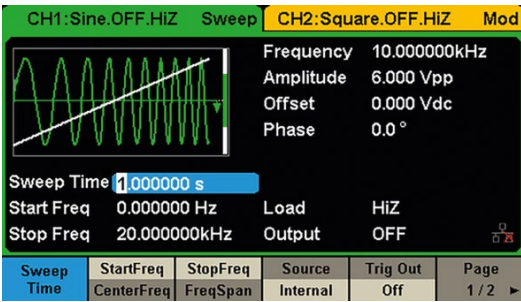 CH1:Sine.OFF.HiZ Sweep CH2:Square.OFF.HiZ Mod
Frequency 10.000000kHz
Amplitude 6.000 Vpp
Offset 0.000 Vdc
Phase 0.0 °
Sweep Time 1.000000 s
Start Freq 0.000000 Hz Load HiZ
Stop Freq 20.000000kHz Output OFF
Sweep Time StartFreq CenterFreq StopFreq FreqSpan Source Internal Trig Out Off Page 1/2